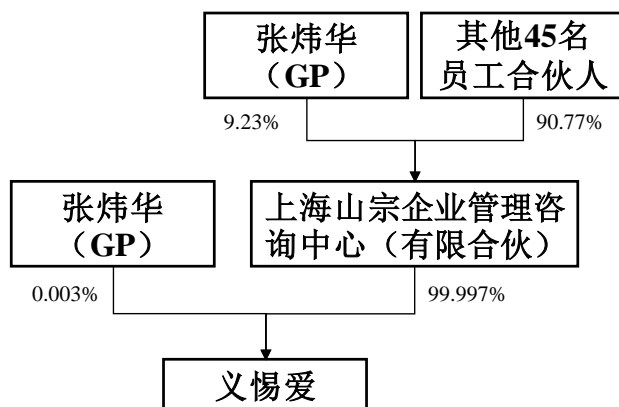 张炜华
（GP）
其他45名
员工合伙人
9.23%
90.77%
张炜华
（GP）
上海山宗企业管理咨
询中心（有限合伙）
0.003%
99.997%
义惕爱